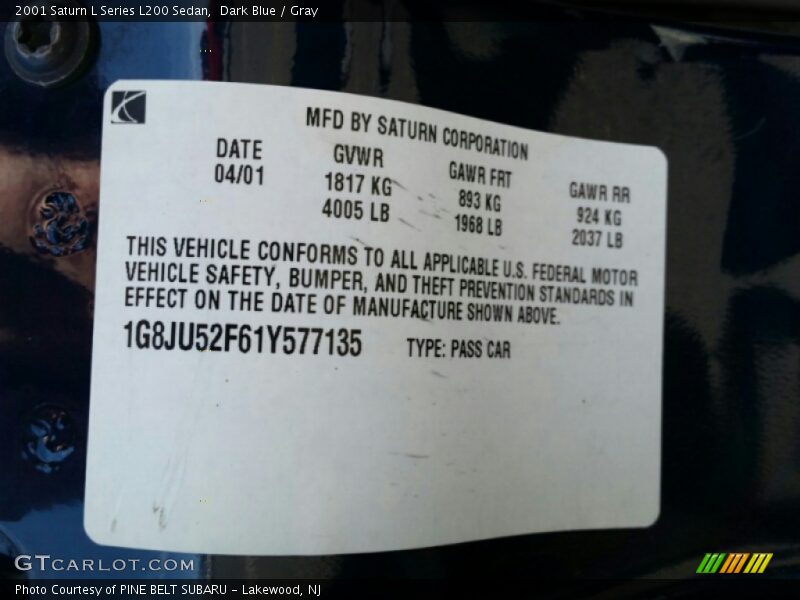 2001 Saturn L Series L200 Sedan, Dark Blue / Gray
MFD BY SATURN CORPORATION
DATE GVWR GAWR FRT GAWR RR
04/01 1817 KG 893 KG 924 KG
4005 LB 1968 LB 2037 LB
THIS VEHICLE CONFORMS TO ALL APPLICABLE U.S. FEDERAL MOTOR
VEHICLE SAFETY, BUMPER, AND THEFT PREVENTION STANDARDS IN
EFFECT ON THE DATE OF MANUFACTURE SHOWN ABOVE.
1G8JU52F61Y577135 TYPE: PASS CAR
GTCARLOT.COM
Photo Courtesy of PINE BELT SUBARU - Lakewood, NJ